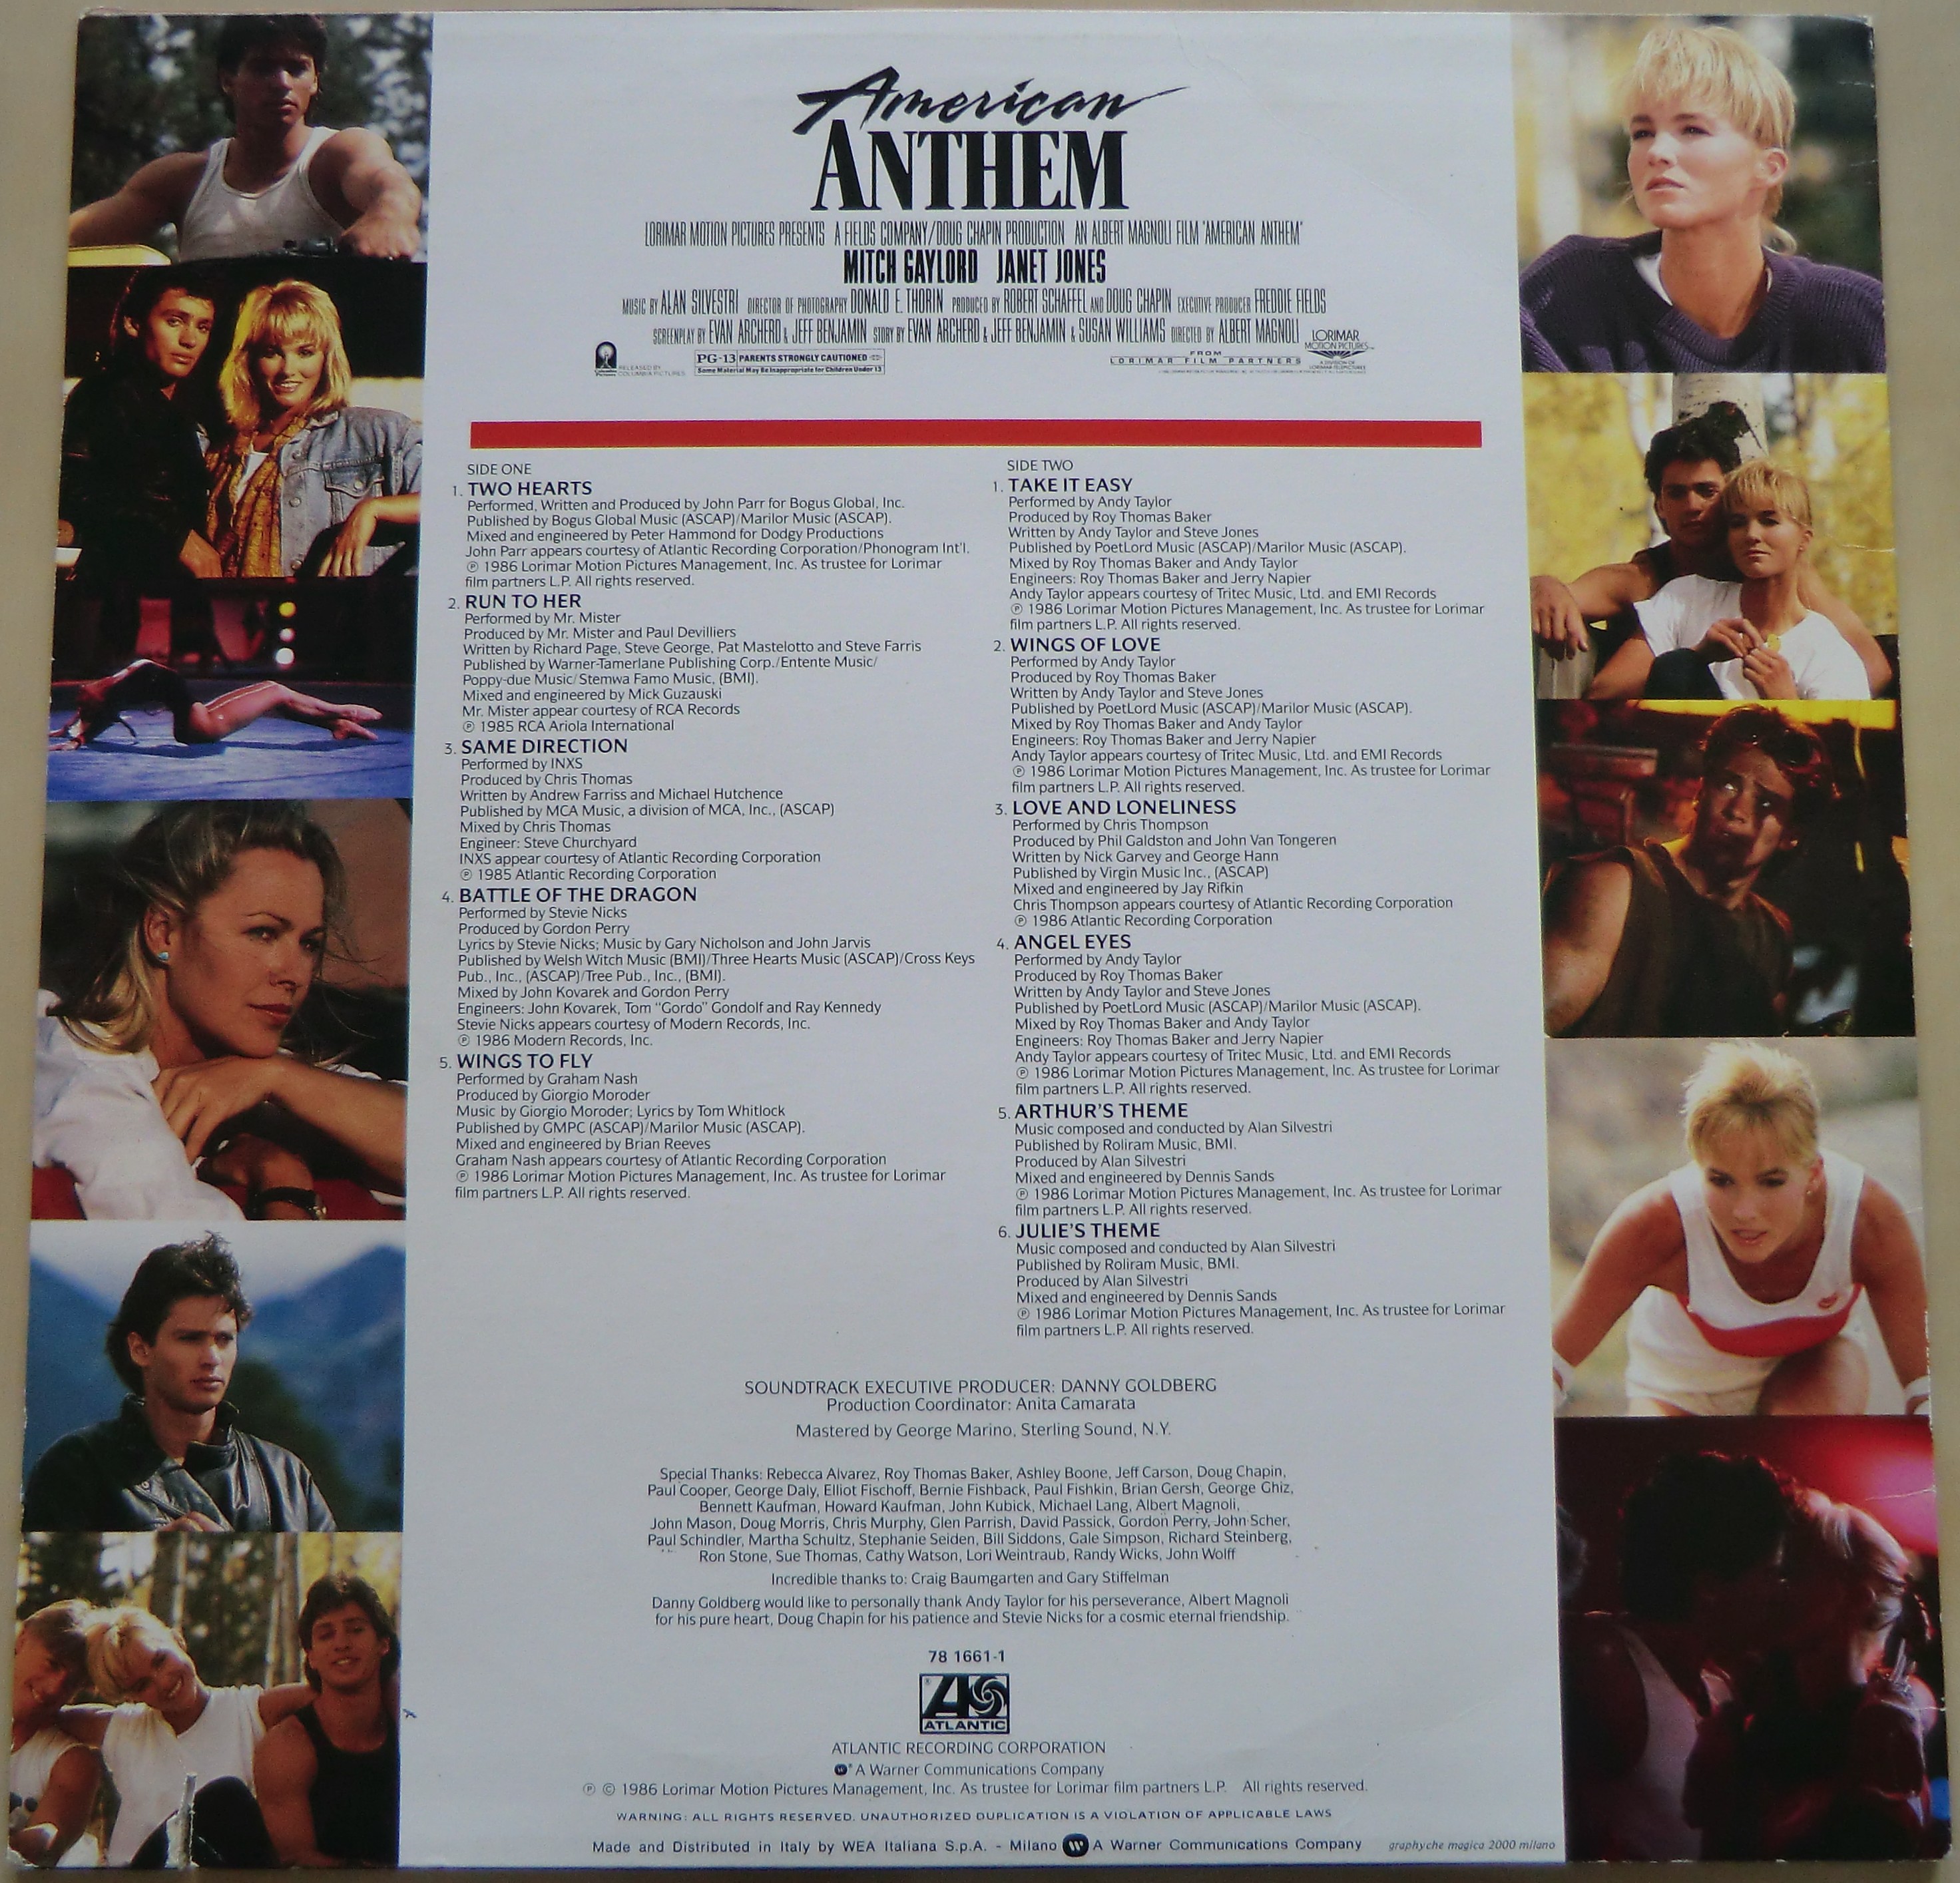 American
ANTHEM
LORIMAR MOTION PICTURES PRESENTS A FIELDS COMPANY/DOUG CHAPIN PRODUCTION AN ALBERT MAGNOLI FILM "AMERICAN ANTHEM"
MITCH GAYLORD JANET JONES
MUSIC BY ALAN SILVESTRI DIRECTOR OF PHOTOGRAPHY DONALD E. THORIN PRODUCED BY ROBERT SCHAFFEL AND DOUG CHAPIN EXECUTIVE PRODUCER FREDDIE FIELDS
SCREENPLAY BY EVAN ARCHERD & JEFF BENJAMIN STORY BY EVAN ARCHERD & JEFF BENJAMIN & SUSAN WILLIAMS DIRECTED BY ALBERT MAGNOLI
LORIMAR
MOTION PICTURES
RELEASED BY
COLUMBIA PICTURES
PG-13 PARENTS STRONGLY CAUTIONED
Some Material May Be Inappropriate for Children Under 13
FROM
LORIMAR FILM PARTNERS
SIDE ONE
1. TWO HEARTS
Performed, Written and Produced by John Parr for Bogus Global, Inc.
Published by Bogus Global Music (ASCAP)/Marilor Music (ASCAP).
Mixed and engineered by Peter Hammond for Dodgy Productions
John Parr appears courtesy of Atlantic Recording Corporation/Phonogram Int'l.
℗ 1986 Lorimar Motion Pictures Management, Inc. As trustee for Lorimar
film partners L.P. All rights reserved.
2. RUN TO HER
Performed by Mr. Mister
Produced by Mr. Mister and Paul Devilliers
Written by Richard Page, Steve George, Pat Mastelotto and Steve Farris
Published by Warner-Tamerlane Publishing Corp./Entente Music/
Poppy-due Music/Stemwa Famo Music, (BMI).
Mixed and engineered by Mick Guzauski
Mr. Mister appear courtesy of RCA Records
℗ 1985 RCA Ariola International
3. SAME DIRECTION
Performed by INXS
Produced by Chris Thomas
Written by Andrew Farriss and Michael Hutchence
Published by MCA Music, a division of MCA, Inc., (ASCAP)
Mixed by Chris Thomas
Engineer: Steve Churchyard
INXS appear courtesy of Atlantic Recording Corporation
℗ 1985 Atlantic Recording Corporation
4. BATTLE OF THE DRAGON
Performed by Stevie Nicks
Produced by Gordon Perry
Lyrics by Stevie Nicks; Music by Gary Nicholson and John Jarvis
Published by Welsh Witch Music (BMI)/Three Hearts Music (ASCAP)/Cross Keys
Pub., Inc., (ASCAP)/Tree Pub., Inc., (BMI).
Mixed by John Kovarek and Gordon Perry
Engineers: John Kovarek, Tom "Gordo" Gondolf and Ray Kennedy
Stevie Nicks appears courtesy of Modern Records, Inc.
℗ 1986 Modern Records, Inc.
5. WINGS TO FLY
Performed by Graham Nash
Produced by Giorgio Moroder
Music by Giorgio Moroder; Lyrics by Tom Whitlock
Published by GMPC (ASCAP)/Marilor Music (ASCAP).
Mixed and engineered by Brian Reeves
Graham Nash appears courtesy of Atlantic Recording Corporation
℗ 1986 Lorimar Motion Pictures Management, Inc. As trustee for Lorimar
film partners L.P. All rights reserved.
SIDE TWO
1. TAKE IT EASY
Performed by Andy Taylor
Produced by Roy Thomas Baker
Written by Andy Taylor and Steve Jones
Published by PoetLord Music (ASCAP)/Marilor Music (ASCAP).
Mixed by Roy Thomas Baker and Andy Taylor
Engineers: Roy Thomas Baker and Jerry Napier
Andy Taylor appears courtesy of Tritec Music, Ltd. and EMI Records
℗ 1986 Lorimar Motion Pictures Management, Inc. As trustee for Lorimar
film partners L.P. All rights reserved.
2. WINGS OF LOVE
Performed by Andy Taylor
Produced by Roy Thomas Baker
Written by Andy Taylor and Steve Jones
Published by PoetLord Music (ASCAP)/Marilor Music (ASCAP).
Mixed by Roy Thomas Baker and Andy Taylor
Engineers: Roy Thomas Baker and Jerry Napier
Andy Taylor appears courtesy of Tritec Music, Ltd. and EMI Records
℗ 1986 Lorimar Motion Pictures Management, Inc. As trustee for Lorimar
film partners L.P. All rights reserved.
3. LOVE AND LONELINESS
Performed by Chris Thompson
Produced by Phil Galdston and John Van Tongeren
Written by Nick Garvey and George Hann
Published by Virgin Music Inc., (ASCAP)
Mixed and engineered by Jay Rifkin
Chris Thompson appears courtesy of Atlantic Recording Corporation
℗ 1986 Atlantic Recording Corporation
4. ANGEL EYES
Performed by Andy Taylor
Produced by Roy Thomas Baker
Written by Andy Taylor and Steve Jones
Published by PoetLord Music (ASCAP)/Marilor Music (ASCAP).
Mixed by Roy Thomas Baker and Andy Taylor
Engineers: Roy Thomas Baker and Jerry Napier
Andy Taylor appears courtesy of Tritec Music, Ltd. and EMI Records
℗ 1986 Lorimar Motion Pictures Management, Inc. As trustee for Lorimar
film partners L.P. All rights reserved.
5. ARTHUR'S THEME
Music composed and conducted by Alan Silvestri
Published by Roliram Music, BMI.
Produced by Alan Silvestri
Mixed and engineered by Dennis Sands
℗ 1986 Lorimar Motion Pictures Management, Inc. As trustee for Lorimar
film partners L.P. All rights reserved.
6. JULIE'S THEME
Music composed and conducted by Alan Silvestri
Published by Roliram Music, BMI.
Produced by Alan Silvestri
Mixed and engineered by Dennis Sands
℗ 1986 Lorimar Motion Pictures Management, Inc. As trustee for Lorimar
film partners L.P. All rights reserved.
SOUNDTRACK EXECUTIVE PRODUCER: DANNY GOLDBERG
Production Coordinator: Anita Camarata
Mastered by George Marino, Sterling Sound, N.Y.
Special Thanks: Rebecca Alvarez, Roy Thomas Baker, Ashley Boone, Jeff Carson, Doug Chapin,
Paul Cooper, George Daly, Elliot Fischoff, Bernie Fishback, Paul Fishkin, Brian Gersh, George Ghiz,
Bennett Kaufman, Howard Kaufman, John Kubick, Michael Lang, Albert Magnoli,
John Mason, Doug Morris, Chris Murphy, Glen Parrish, David Passick, Gordon Perry, John Scher,
Paul Schindler, Martha Schultz, Stephanie Seiden, Bill Siddons, Gale Simpson, Richard Steinberg,
Ron Stone, Sue Thomas, Cathy Watson, Lori Weintraub, Randy Wicks, John Wolff
Incredible thanks to: Craig Baumgarten and Gary Stiffelman
Danny Goldberg would like to personally thank Andy Taylor for his perseverance, Albert Magnoli
for his pure heart, Doug Chapin for his patience and Stevie Nicks for a cosmic eternal friendship.
78 1661-1
ATLANTIC
ATLANTIC RECORDING CORPORATION
A Warner Communications Company
℗ © 1986 Lorimar Motion Pictures Management, Inc. As trustee for Lorimar film partners L.P. All rights reserved.
WARNING: ALL RIGHTS RESERVED. UNAUTHORIZED DUPLICATION IS A VIOLATION OF APPLICABLE LAWS
Made and Distributed in Italy by WEA Italiana S.p.A. - Milano A Warner Communications Company
graphyche magica 2000 milano